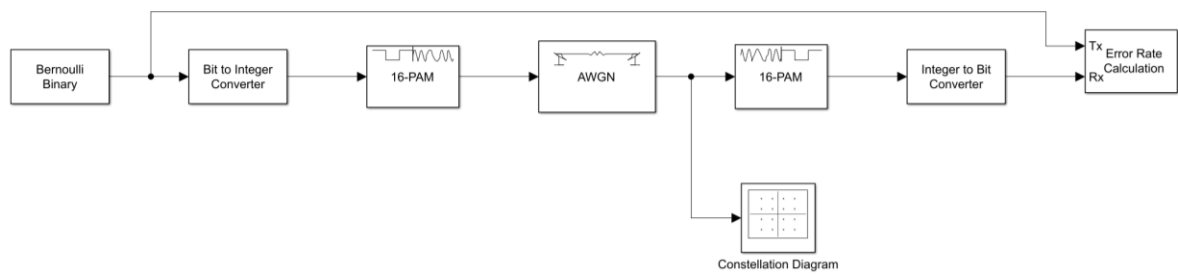 Bernoulli
Binary
Bit to Integer
Converter
16-PAM
AWGN
16-PAM
Integer to Bit
Converter
Tx
Rx
Error Rate
Calculation
Constellation Diagram